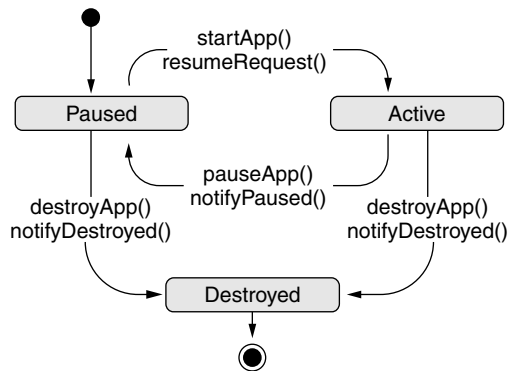 startApp()
resumeRequest()
Paused
Active
pauseApp()
notifyPaused()
destroyApp()
notifyDestroyed()
destroyApp()
notifyDestroyed()
Destroyed